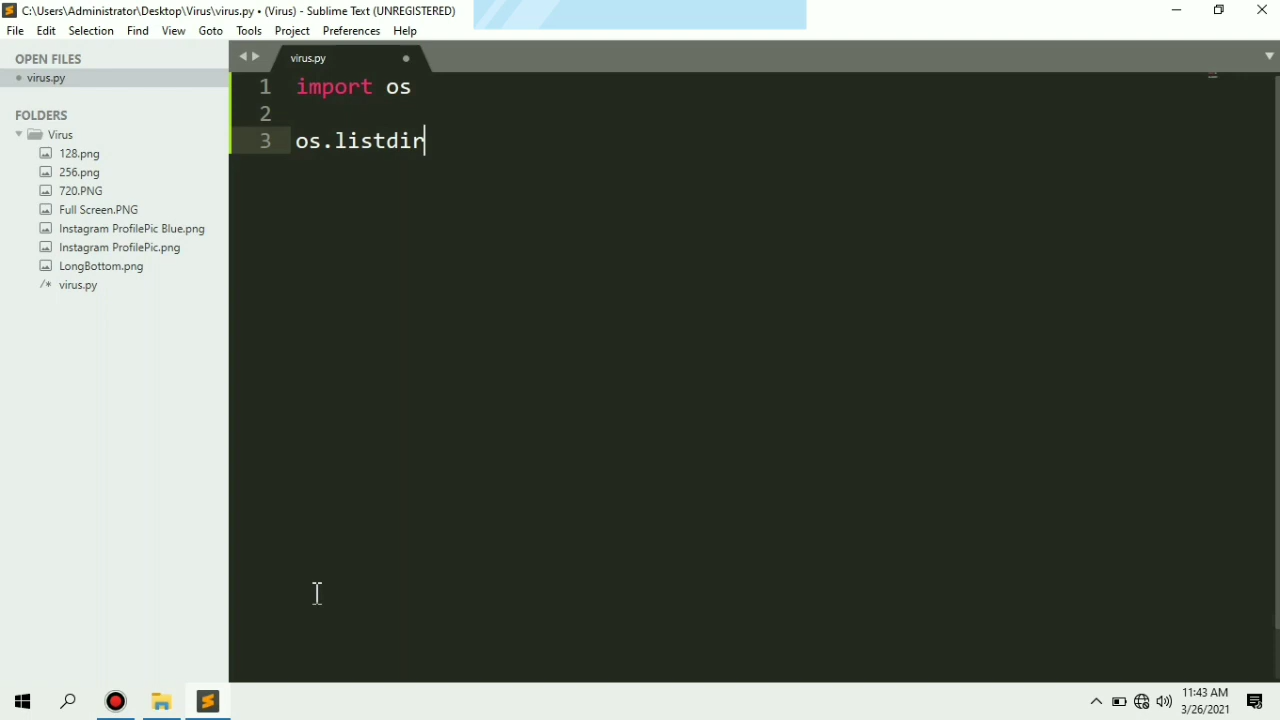 C:\Users\Administrator\Desktop\Virus\virus.py • (Virus) - Sublime Text (UNREGISTERED)
File Edit Selection Find View Goto Tools Project Preferences Help
OPEN FILES
virus.py
FOLDERS
Virus
128.png
256.png
720.PNG
Full Screen.PNG
Instagram ProfilePic Blue.png
Instagram ProfilePic.png
LongBottom.png
/* virus.py
virus.py
1 import os
2
3 os.listdir
11:43 AM
3/26/2021